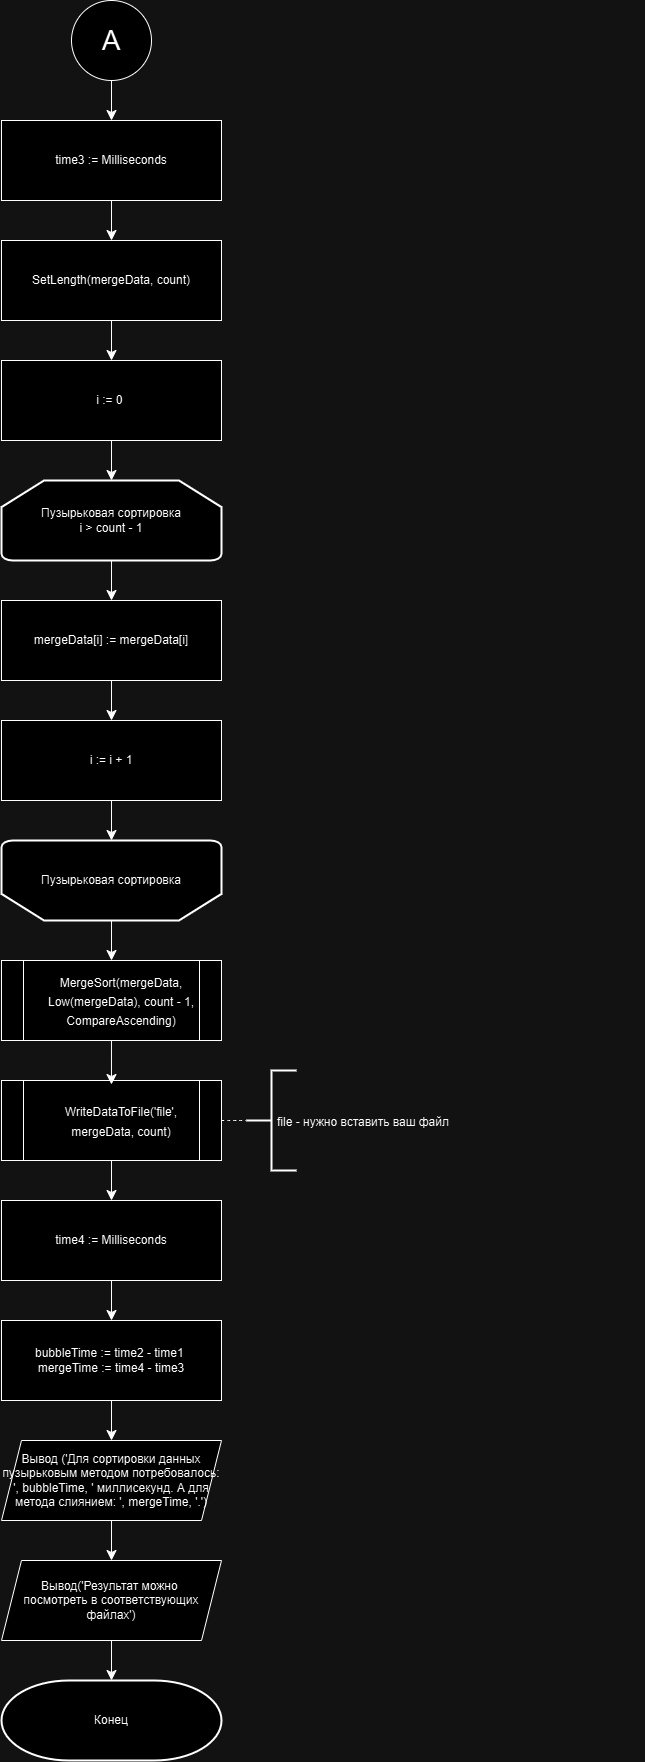 A
time3 := Milliseconds
SetLength(mergeData, count)
i := 0
Пузырьковая сортировка
i > count - 1
mergeData[i] := mergeData[i]
i := i + 1
Пузырьковая сортировка
MergeSort(mergeData,
Low(mergeData), count - 1,
CompareAscending)
WriteDataToFile('file',
mergeData, count)
file - нужно вставить ваш файл
time4 := Milliseconds
bubbleTime := time2 - time1
mergeTime := time4 - time3
Вывод ('Для сортировки данных
пузырьковым методом потребовалось:
', bubbleTime, ' миллисекунд. А для
метода слиянием: ', mergeTime, '.')
Вывод('Результат можно
посмотреть в соответствующих
файлах')
Конец